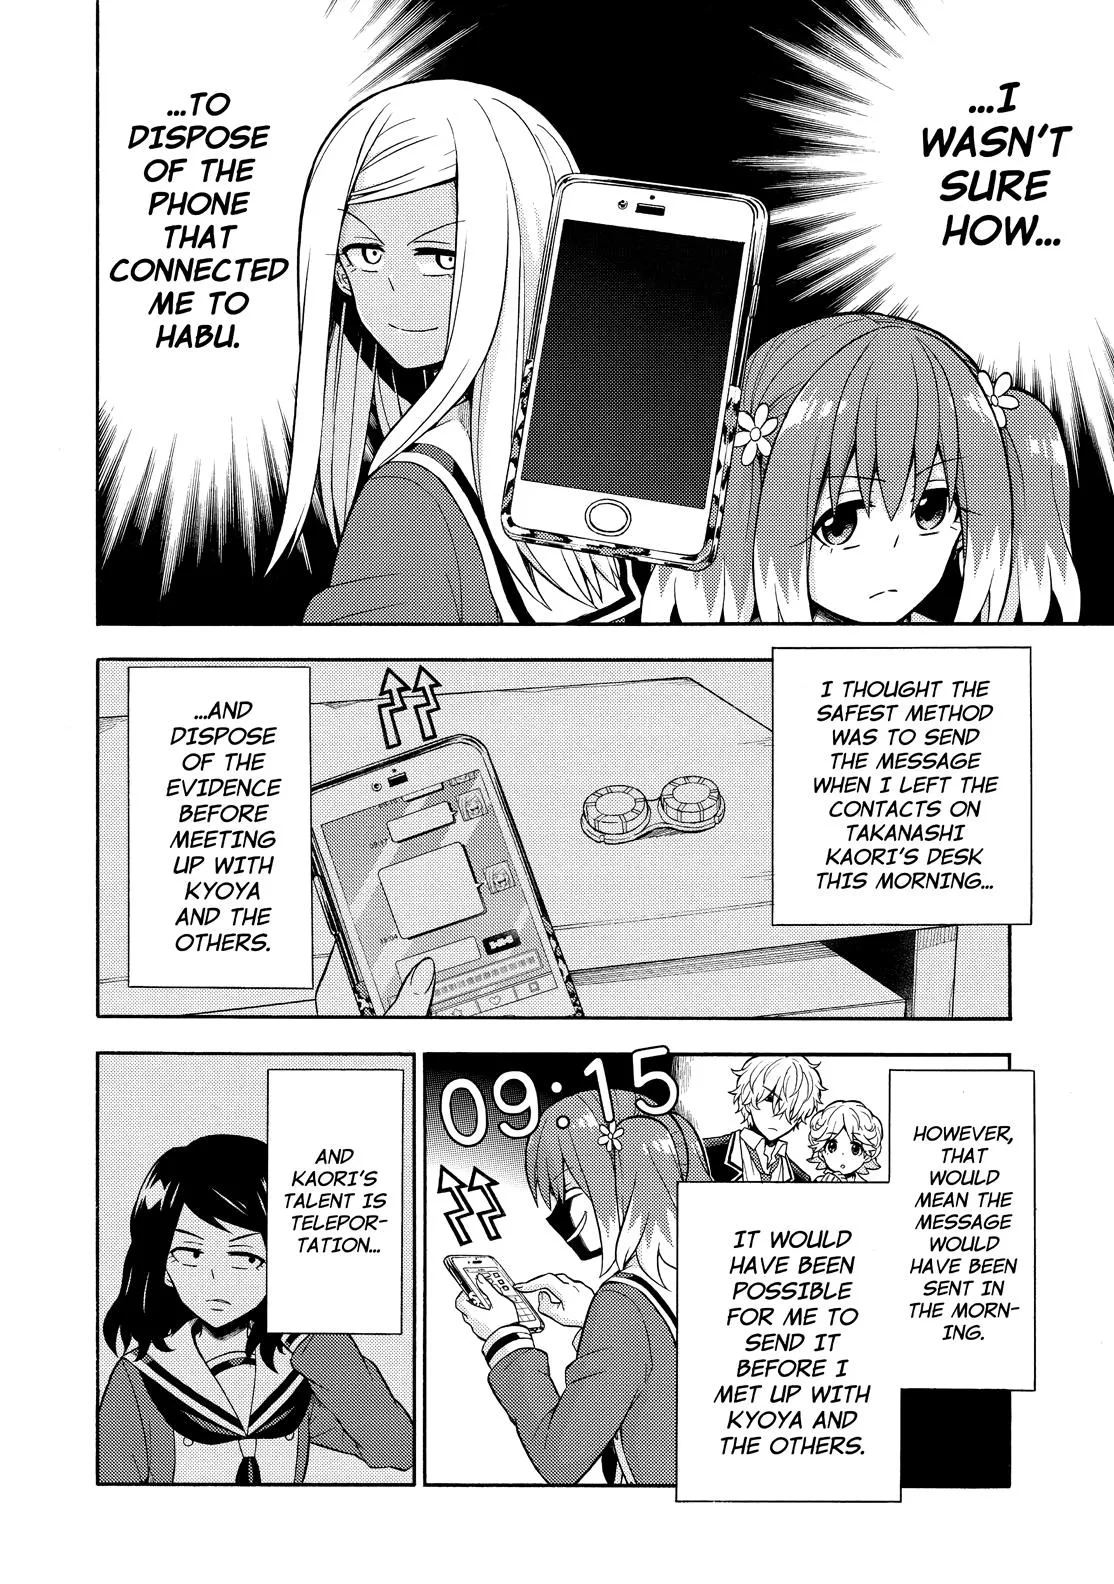 ...I
WASN'T
SURE
HOW...
...TO
DISPOSE
OF THE
PHONE
THAT
CONNECTED
ME TO
HABU.
I THOUGHT THE
SAFEST METHOD
WAS TO SEND
THE MESSAGE
WHEN I LEFT THE
CONTACTS ON
TAKANASHI
KAORI'S DESK
THIS MORNING...
...AND
DISPOSE
OF THE
EVIDENCE
BEFORE
MEETING
UP WITH
KYOYA
AND THE
OTHERS.
HOWEVER,
THAT
WOULD
MEAN THE
MESSAGE
WOULD
HAVE BEEN
SENT IN
THE MORN-
ING.
09:15
IT WOULD
HAVE BEEN
POSSIBLE
FOR ME TO
SEND IT
BEFORE I
MET UP WITH
KYOYA AND
THE OTHERS.
AND
KAORI'S
TALENT IS
TELEPOR-
TATION...